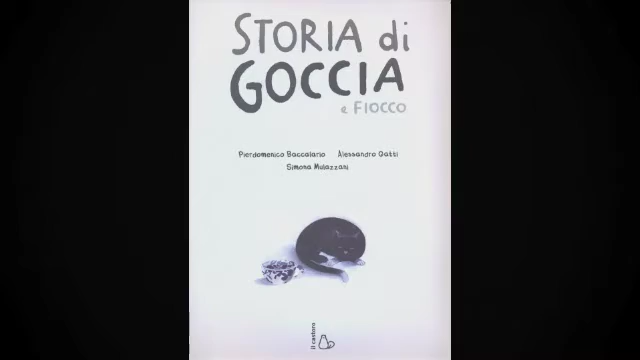 STORIA di
GOCCIA
e FIOCCO
Pierdomenico Baccalario Alessandro Gatti
Simona Mulazzani
il castoro